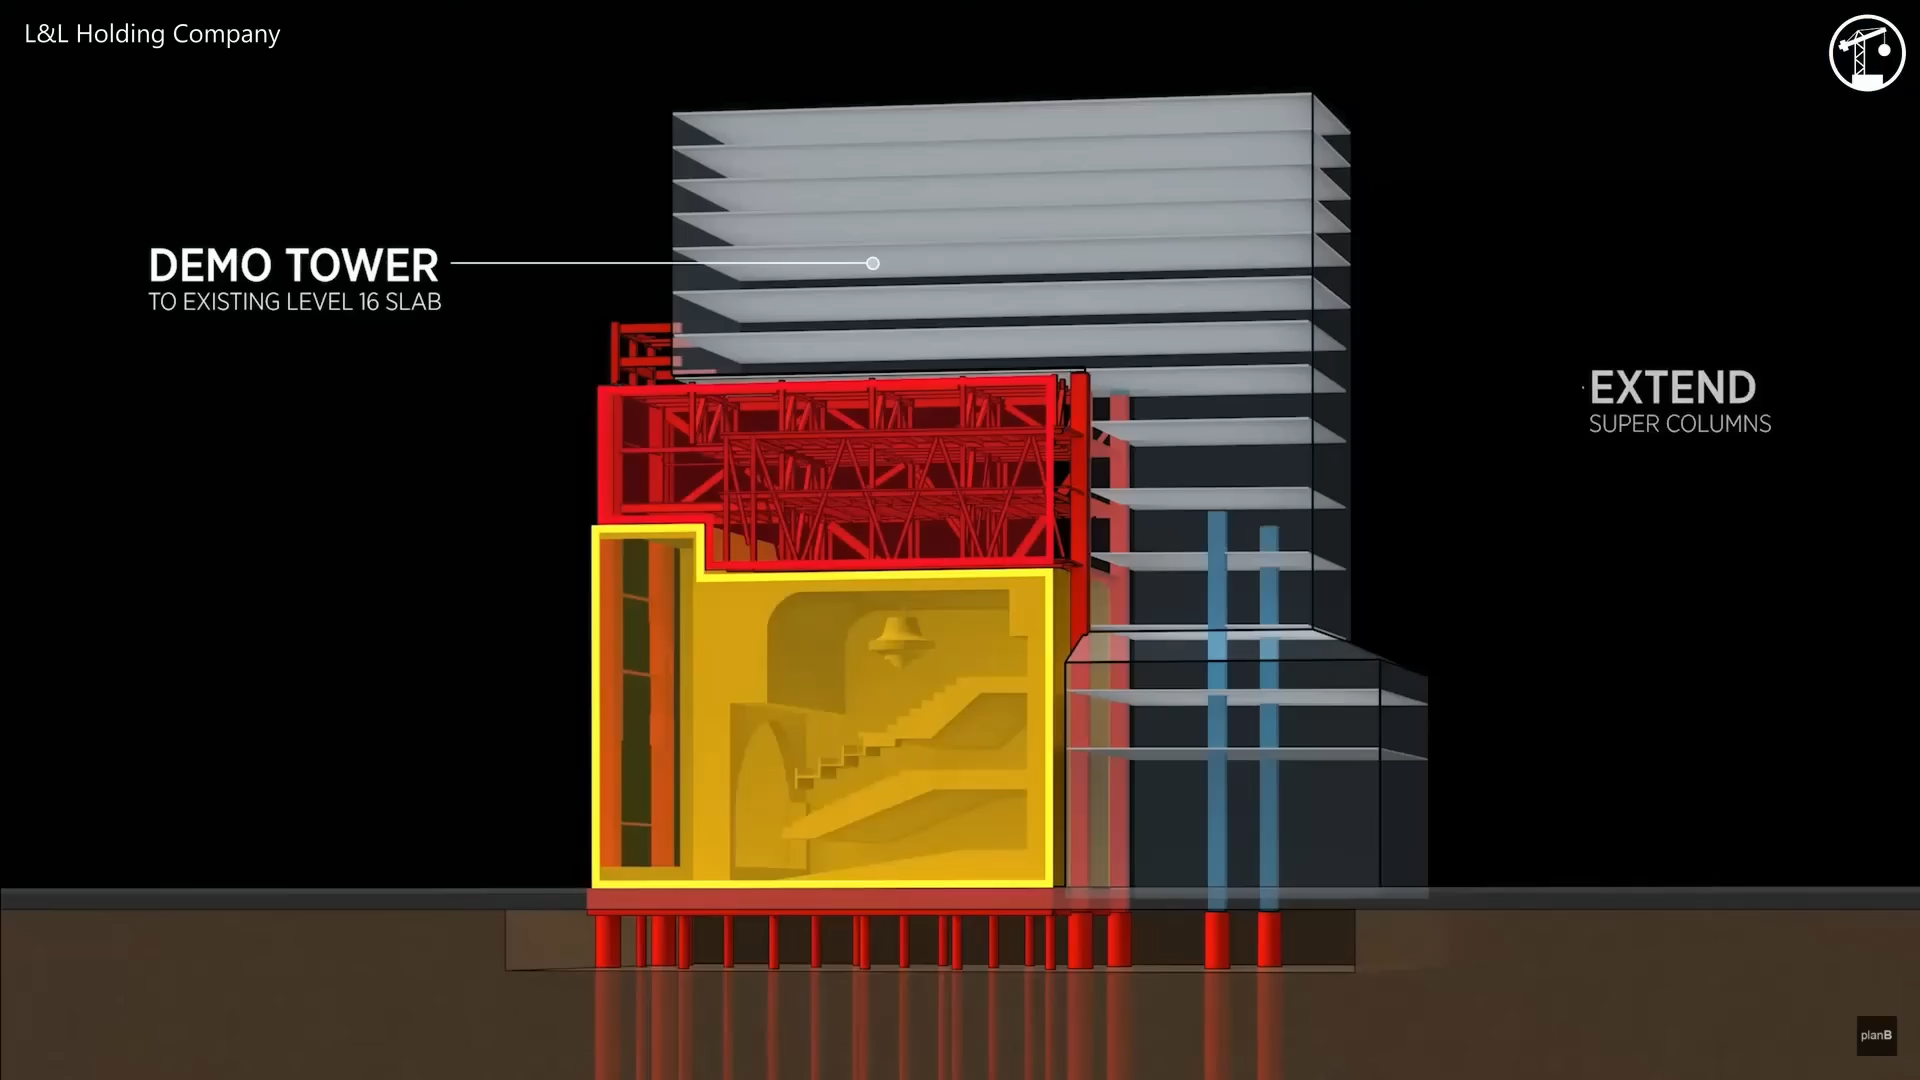 L&L Holding Company
DEMO TOWER
TO EXISTING LEVEL 16 SLAB
EXTEND
SUPER COLUMNS
planB